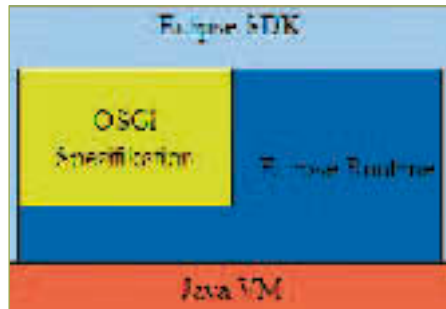 Eclipse SDK
OSGi
Specification
Eclipse Runtime
Java VM